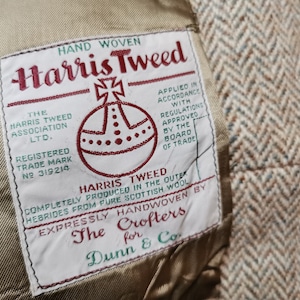 HAND WOVEN
Harris Tweed
THE
HARRIS TWEED
ASSOCIATION
LTD.
REGISTERED
TRADE MARK
No 319214
APPLIED IN
ACCORDANCE
WITH
REGULATIONS
APPROVED
BY THE
BOARD
OF TRADE
HARRIS TWEED
COMPLETELY PRODUCED IN THE OUTER
HEBRIDES FROM PURE SCOTTISH WOOL
EXPRESSLY HANDWOVEN BY
The Crofters
for
Dunn & Co.